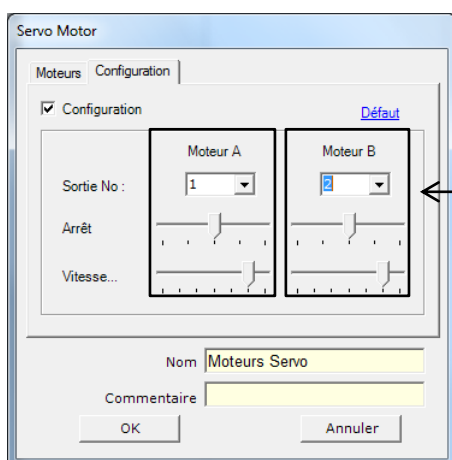 Servo Motor
Moteurs Configuration
Configuration Défaut
Moteur A Moteur B
Sortie No : 1 2
Arrêt
Vitesse...
Nom Moteurs Servo
Commentaire
OK Annuler